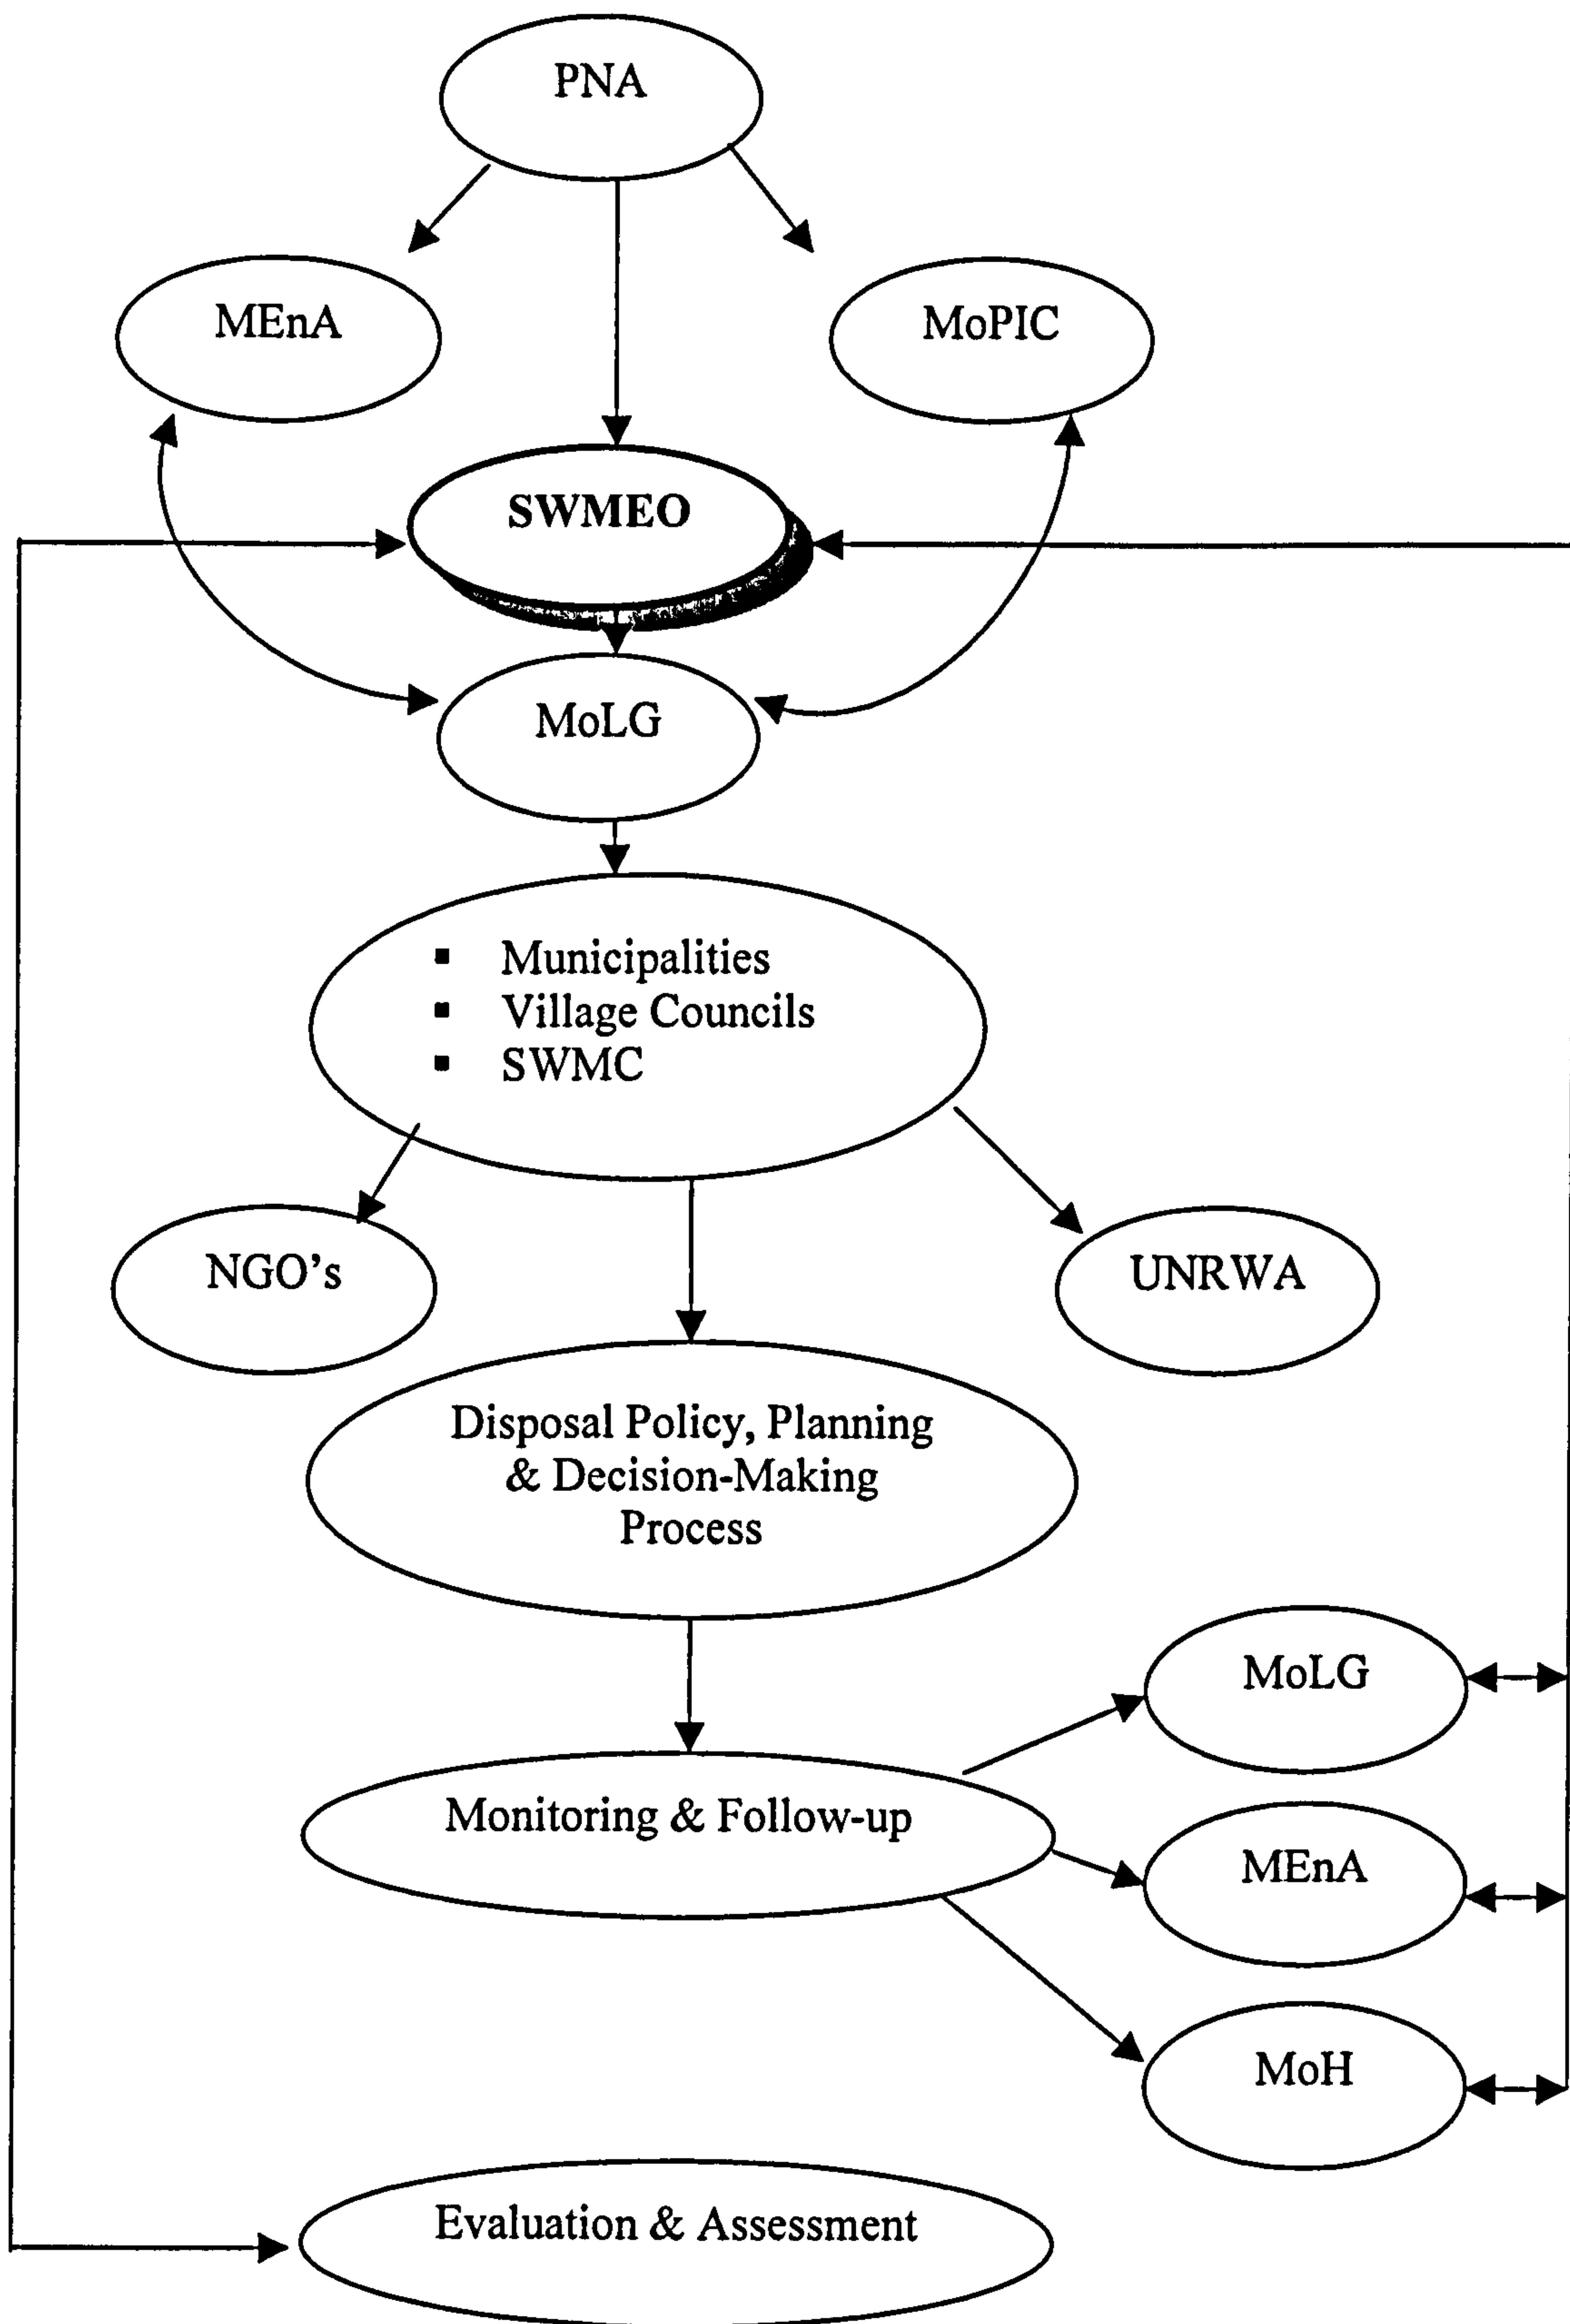 PNA
MEnA
MoPIC
SWMEO
MoLG
▪ Municipalities
▪ Village Councils
▪ SWMC
NGO's
UNRWA
Disposal Policy, Planning
& Decision-Making
Process
MoLG
Monitoring & Follow-up
MEnA
MoH
Evaluation & Assessment